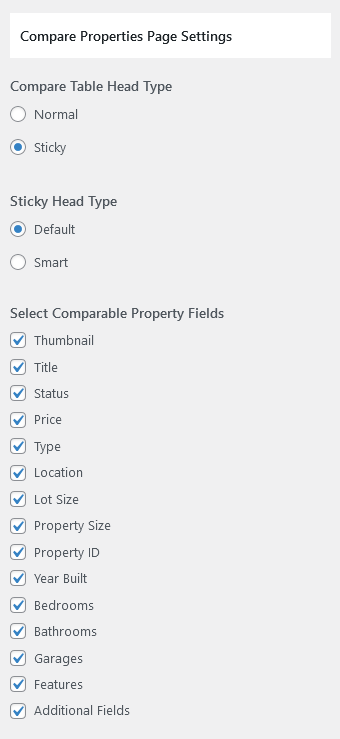 Compare Properties Page Settings
Compare Table Head Type
Normal
Sticky
Sticky Head Type
Default
Smart
Select Comparable Property Fields
Thumbnail
Title
Status
Price
Type
Location
Lot Size
Property Size
Property ID
Year Built
Bedrooms
Bathrooms
Garages
Features
Additional Fields